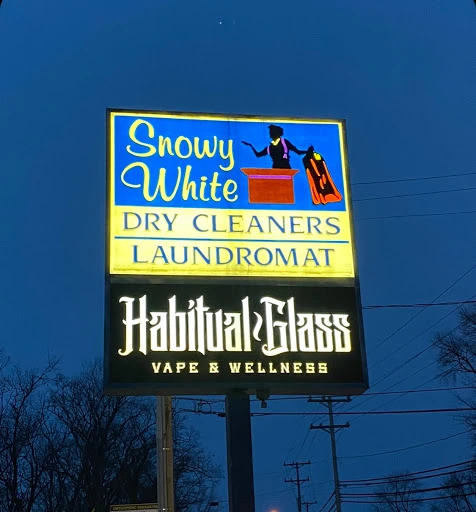 Snowy
White
DRY CLEANERS
LAUNDROMAT
Habitual Glass
VAPE & WELLNESS